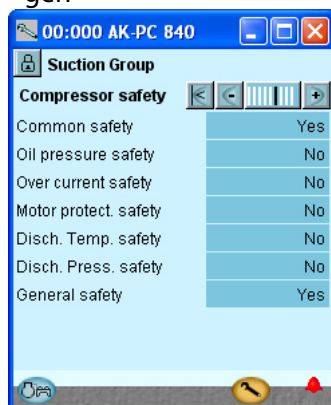 gen
00:000 AK-PC 840
Suction Group
Compressor safety
Common safety Yes
Oil pressure safety No
Over current safety No
Motor protect. safety No
Disch. Temp. safety No
Disch. Press. safety No
General safety Yes